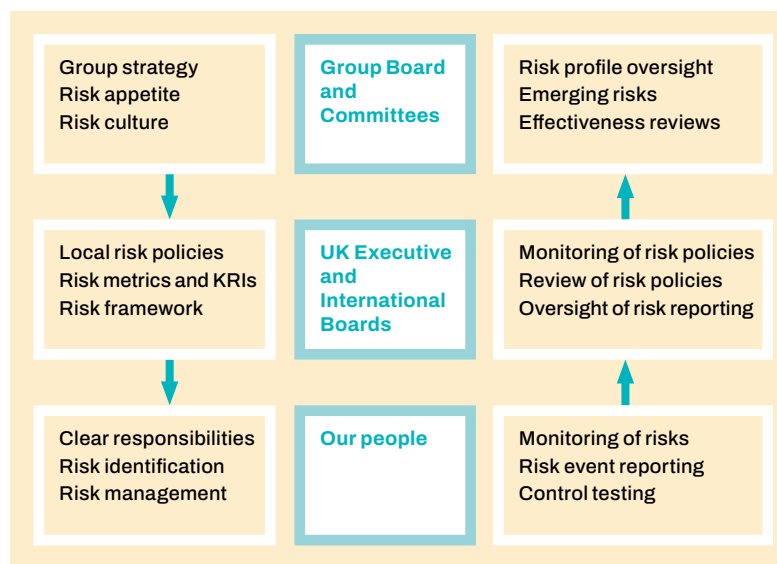 Group strategy
Risk appetite
Risk culture
Group Board
and
Committees
Risk profile oversight
Emerging risks
Effectiveness reviews
Local risk policies
Risk metrics and KRIs
Risk framework
UK Executive
and
International
Boards
Monitoring of risk policies
Review of risk policies
Oversight of risk reporting
Clear responsibilities
Risk identification
Risk management
Our people
Monitoring of risks
Risk event reporting
Control testing